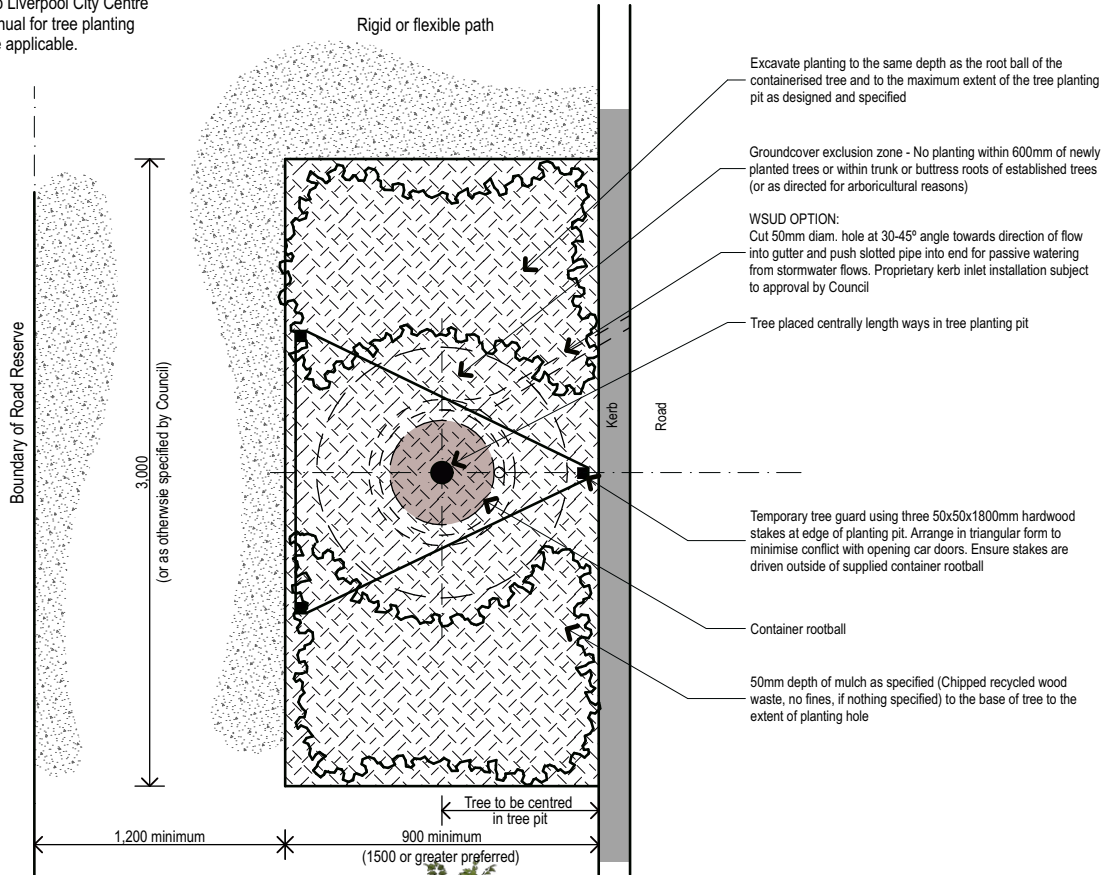 Liverpool City Centre
for tree planting
applicable.
Rigid or flexible path
Excavate planting to the same depth as the root ball of the
containerised tree and to the maximum extent of the tree planting
pit as designed and specified
Groundcover exclusion zone - No planting within 600mm of newly
planted trees or within trunk or buttress roots of established trees
(or as directed for arboricultural reasons)
WSUD OPTION:
Cut 50mm diam. hole at 30-45º angle towards direction of flow
into gutter and push slotted pipe into end for passive watering
from stormwater flows. Proprietary kerb inlet installation subject
to approval by Council
Tree placed centrally length ways in tree planting pit
Boundary of Road Reserve
3,000
(or as otherwsie specified by Council)
Kerb
Road
Temporary tree guard using three 50x50x1800mm hardwood
stakes at edge of planting pit. Arrange in triangular form to
minimise conflict with opening car doors. Ensure stakes are
driven outside of supplied container rootball
Container rootball
50mm depth of mulch as specified (Chipped recycled wood
waste, no fines, if nothing specified) to the base of tree to the
extent of planting hole
Tree to be centred
in tree pit
1,200 minimum
900 minimum
(1500 or greater preferred)